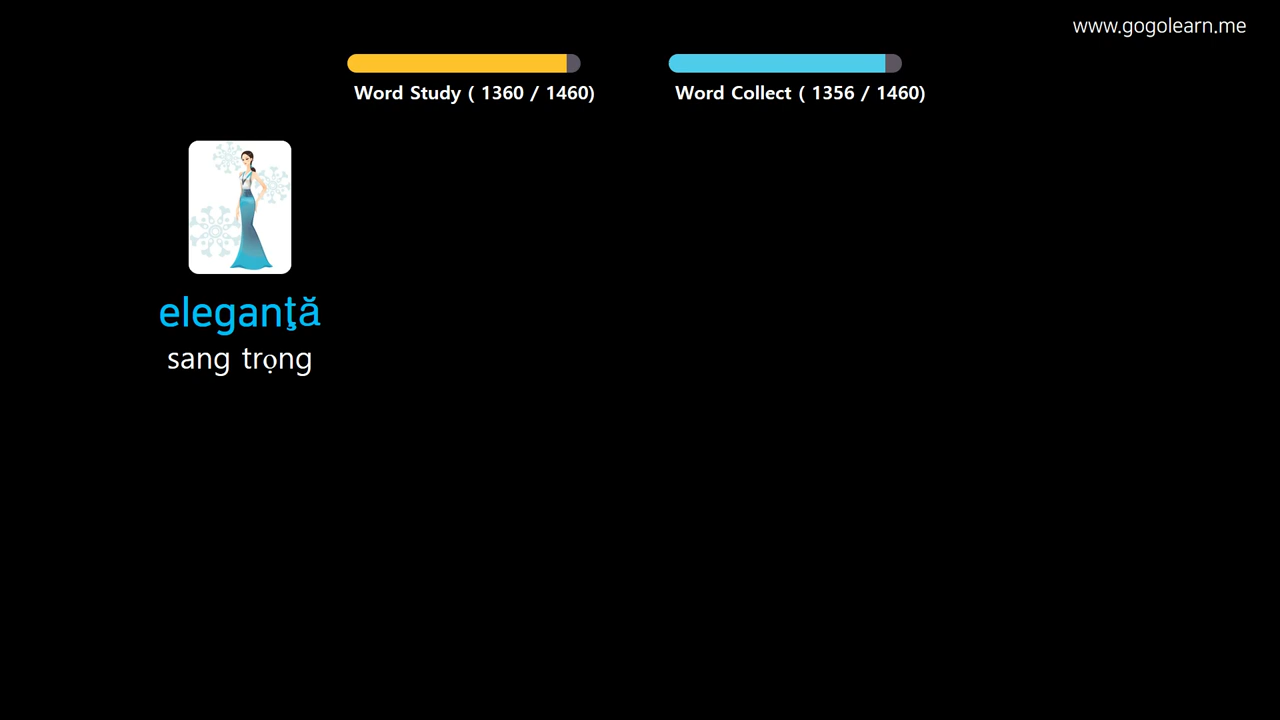 www.gogolearn.me
Word Study ( 1360 / 1460)
Word Collect ( 1356 / 1460)
eleganţă
sang trọng